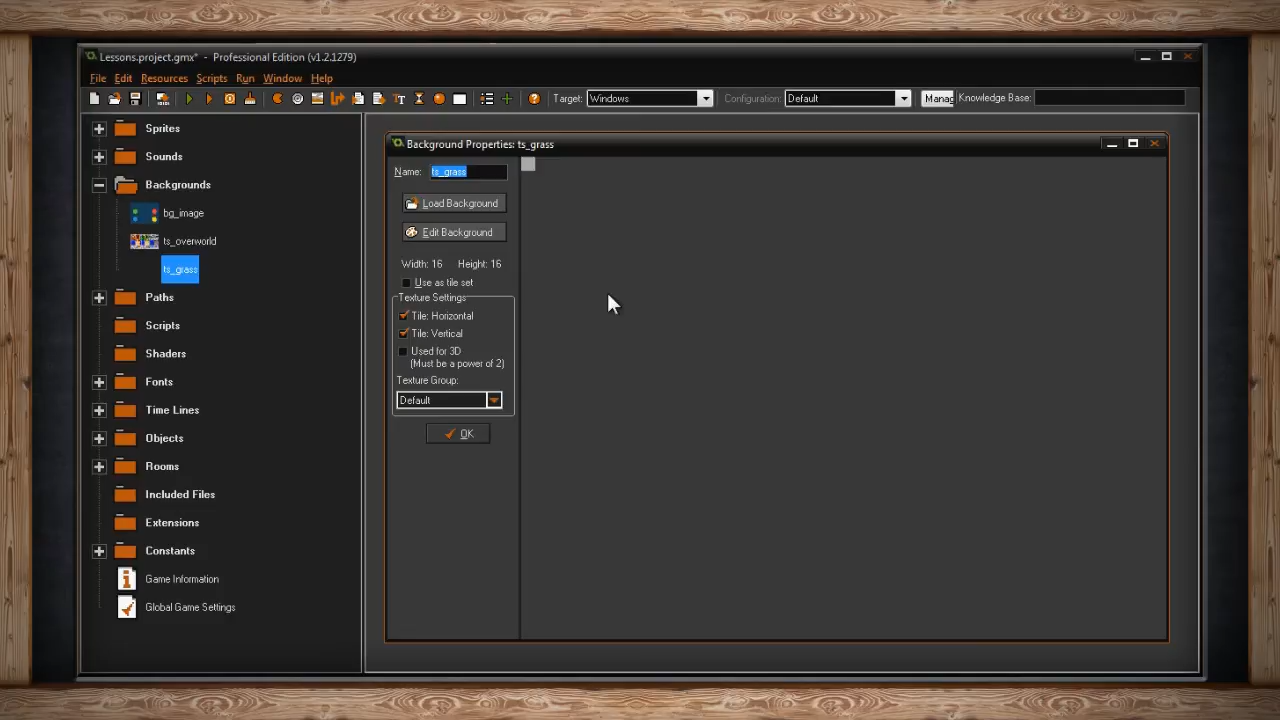 Lessons.project.gmx* - Professional Edition (v1.2.1279)
File Edit Resources Scripts Run Window Help
Target: Windows Configuration: Default Manag Knowledge Base:
Sprites
Sounds
Backgrounds
bg_image
ts_overworld
ts_grass
Paths
Scripts
Shaders
Fonts
Time Lines
Objects
Rooms
Included Files
Extensions
Constants
Game Information
Global Game Settings
Background Properties: ts_grass
Name: ts_grass
Load Background
Edit Background
Width: 16 Height: 16
Use as tile set
Texture Settings
Tile: Horizontal
Tile: Vertical
Used for 3D
(Must be a power of 2)
Texture Group:
Default
OK